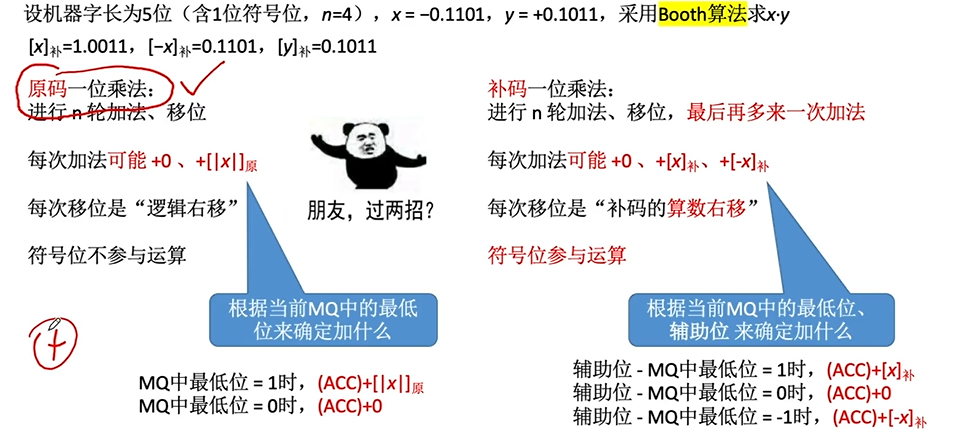 设机器字长为5位（含1位符号位，n=4），x = −0.1101，y = +0.1011，采用Booth算法求x·y
[x]补=1.0011，[−x]补=0.1101，[y]补=0.1011
原码一位乘法：
进行 n 轮加法、移位
每次加法可能 +0 、+[|x|]原
每次移位是“逻辑右移”
符号位不参与运算
根据当前MQ中的最低位来确定加什么
MQ中最低位 = 1时，(ACC)+[|x|]原
MQ中最低位 = 0时，(ACC)+0
朋友，过两招？
补码一位乘法：
进行 n 轮加法、移位，最后再多来一次加法
每次加法可能 +0 、+[x]补、+[-x]补
每次移位是“补码的算数右移”
符号位参与运算
根据当前MQ中的最低位、
辅助位 来确定加什么
辅助位 - MQ中最低位 = 1时，(ACC)+[x]补
辅助位 - MQ中最低位 = 0时，(ACC)+0
辅助位 - MQ中最低位 = -1时，(ACC)+[-x]补